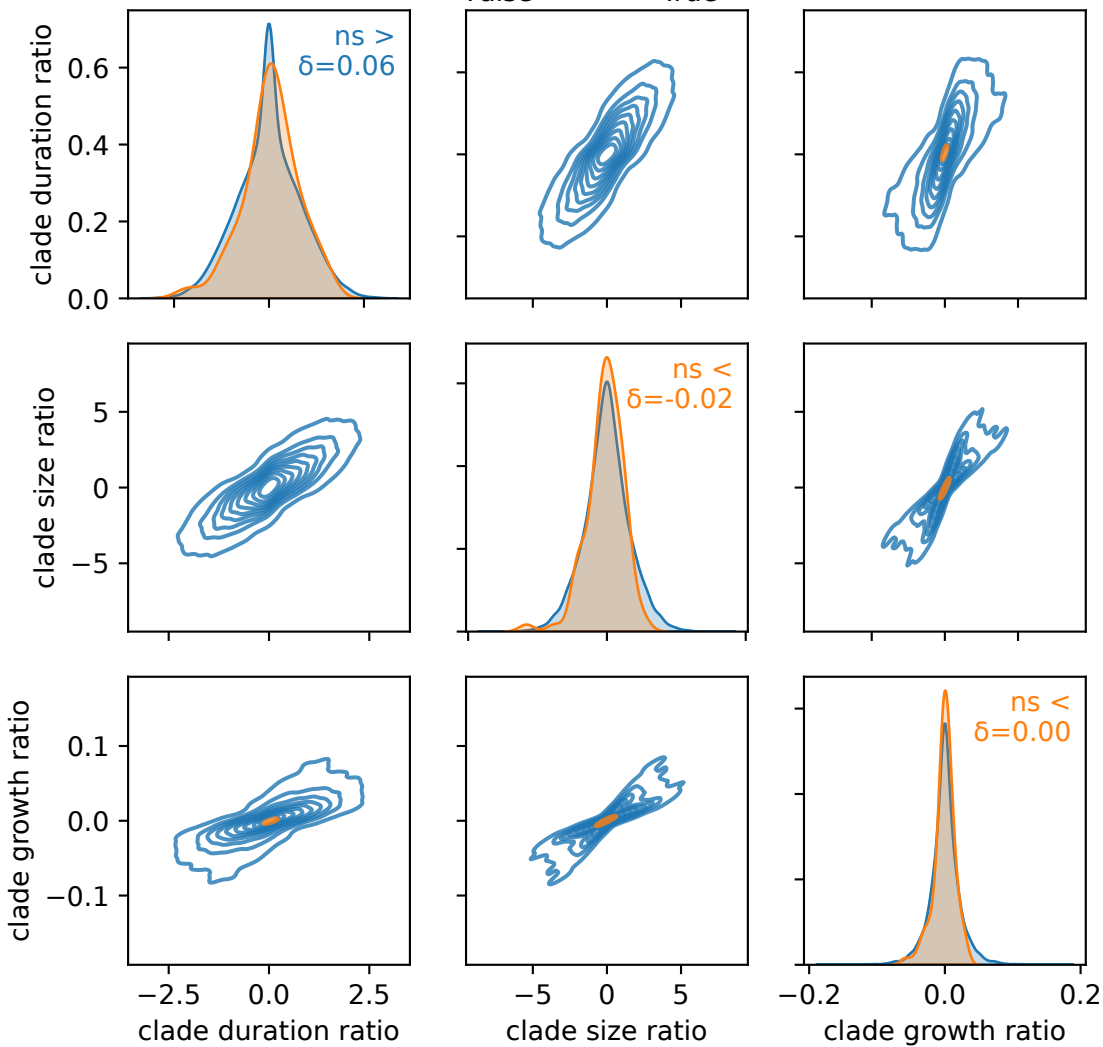 True
ns >
δ=0.06
clade duration ratio
0.6
0.4
0.2
0.0
clade size ratio
5
0
−5
ns <
δ=-0.02
clade growth ratio
0.1
0.0
−0.1
ns <
δ=0.00
−2.5 0.0 2.5
−5 0 5
−0.2 0.0 0.2
clade duration ratio
clade size ratio
clade growth ratio